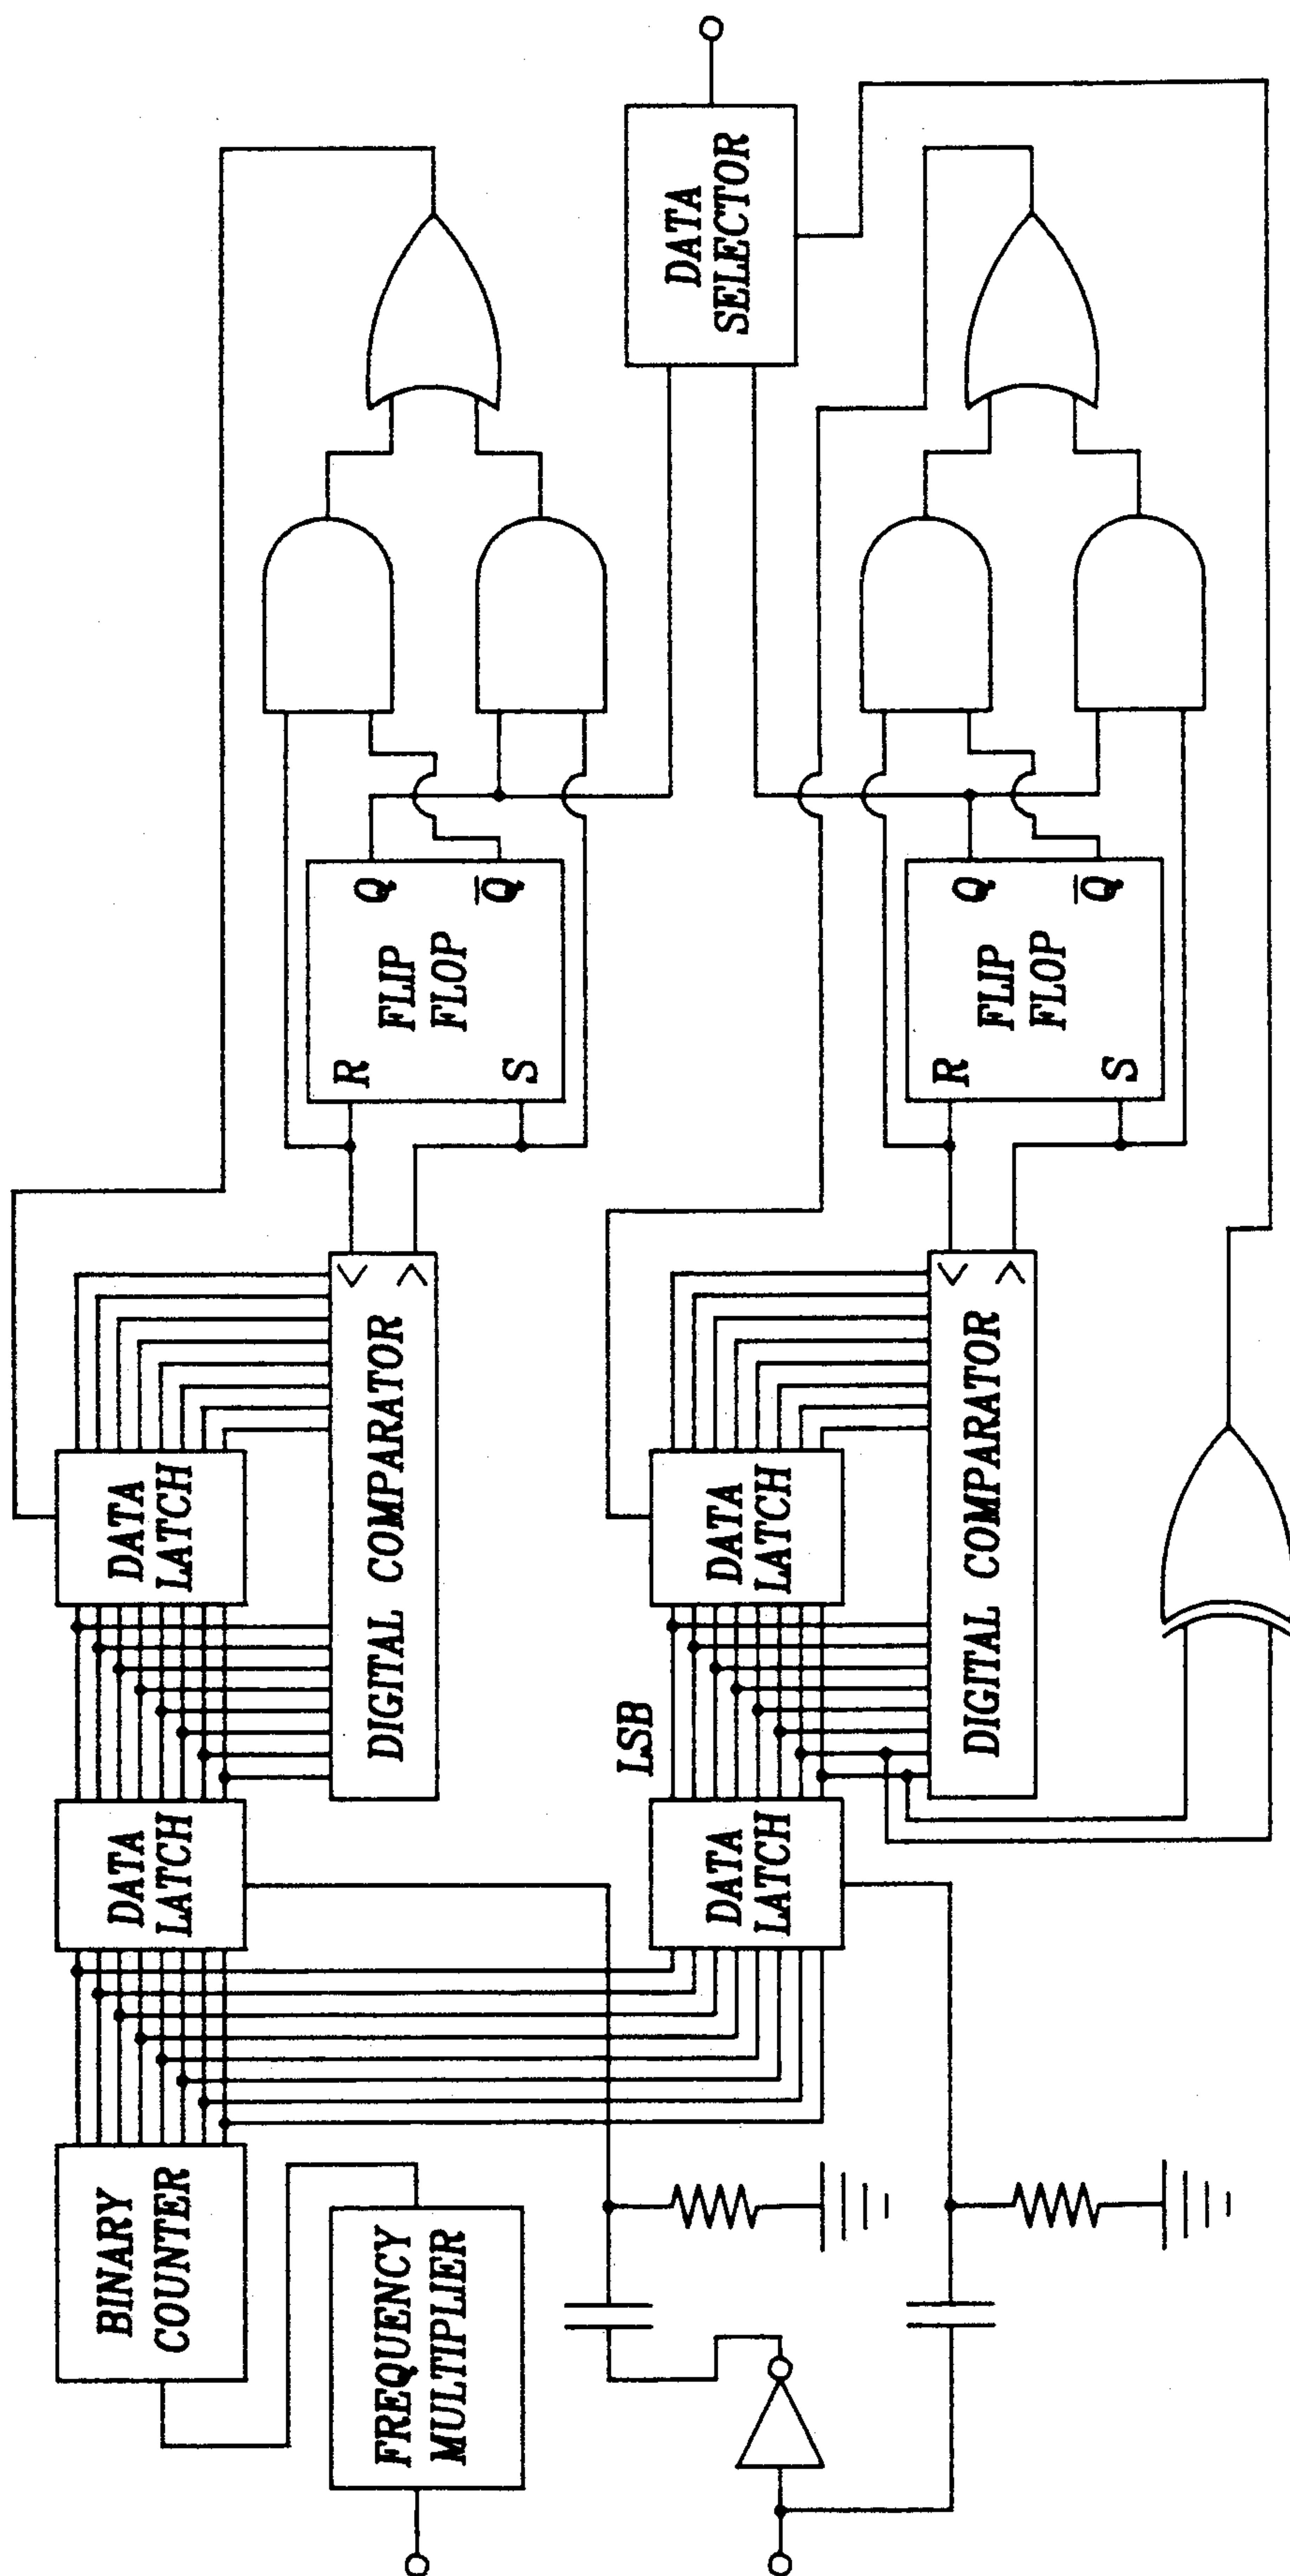 BINARY
COUNTER
FREQUENCY
MULTIPLIER
DATA
LATCH
DATA
LATCH
DIGITAL COMPARATOR
<
>
R
S
FLIP
FLOP
Q
Q̅
DATA
SELECTOR
LSB
DATA
LATCH
DATA
LATCH
DIGITAL COMPARATOR
<
>
R
S
FLIP
FLOP
Q
Q̅